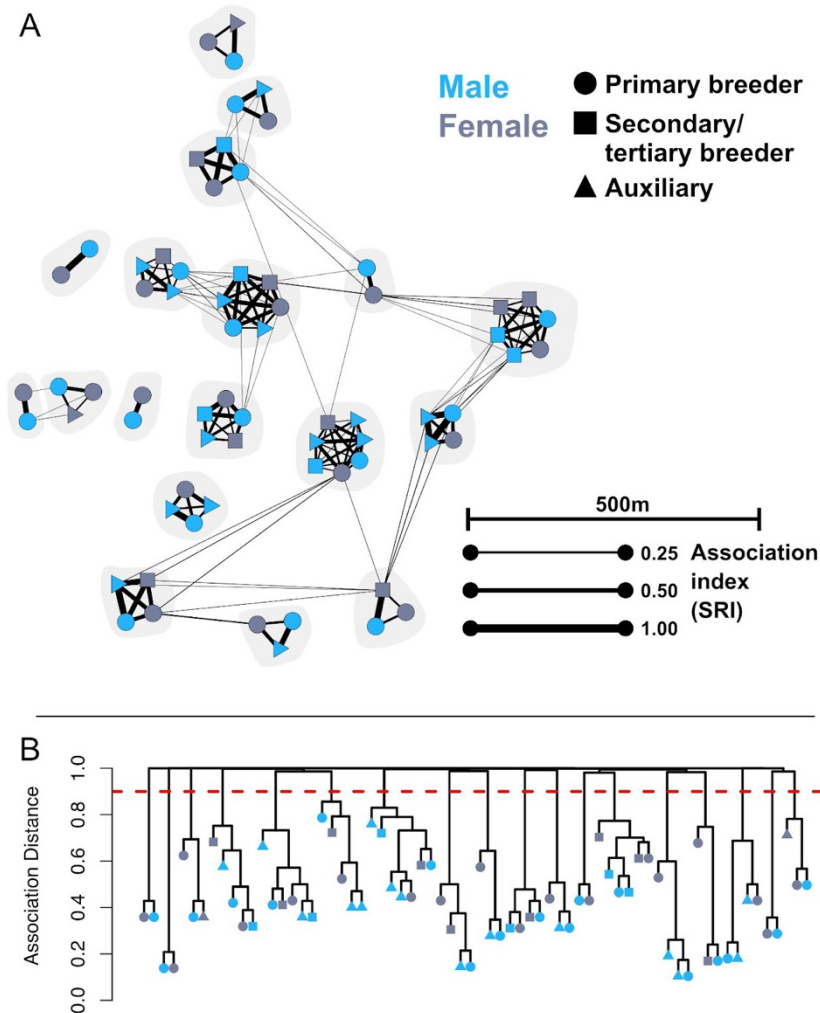 A
Male
Female
Primary breeder
Secondary/
tertiary breeder
Auxiliary
500m
0.25
0.50
1.00
Association
index
(SRI)
B
Association Distance
1.0
0.8
0.6
0.4
0.2
0.0